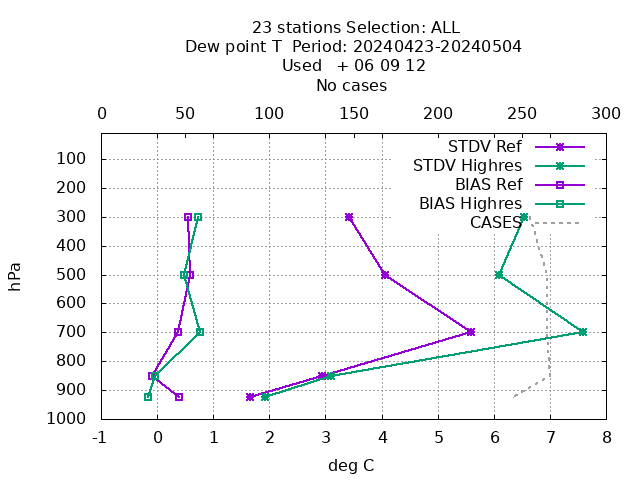 23 stations Selection: ALL
Dew point T  Period: 20240423-20240504
Used   + 06 09 12
No cases
0 50 100 150 200 250 300
STDV Ref
STDV Highres
BIAS Ref
BIAS Highres
CASES
hPa
100
200
300
400
500
600
700
800
900
1000
-1 0 1 2 3 4 5 6 7 8
deg C